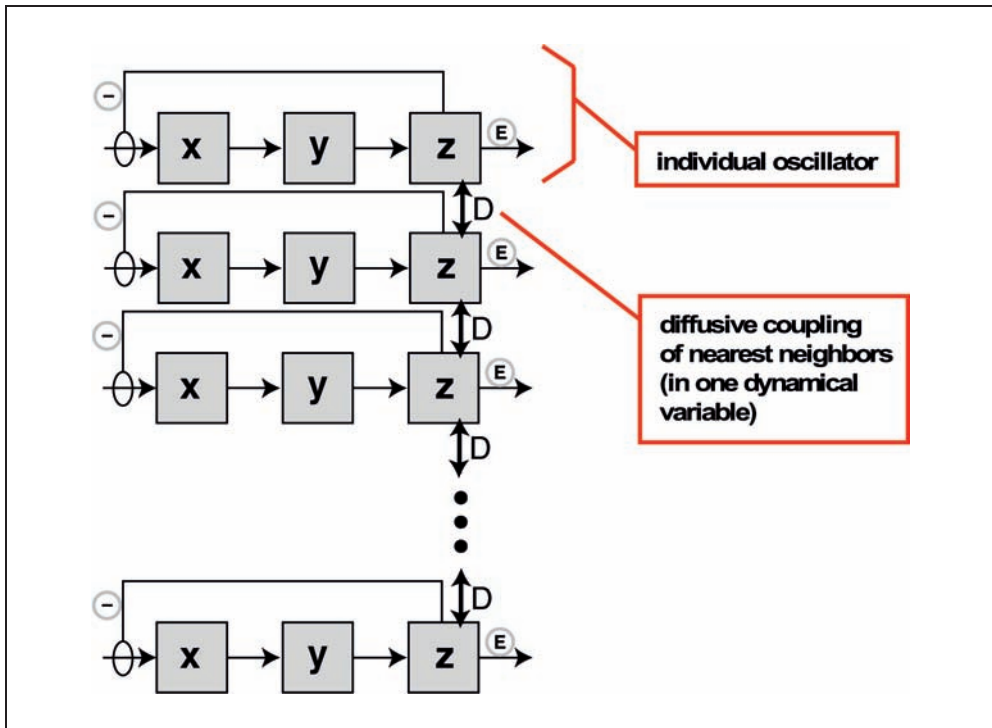 −
x y z E
individual oscillator
D
−
x y z E
D
diffusive coupling
of nearest neighbors
(in one dynamical
variable)
−
x y z E
D
D
−
x y z E